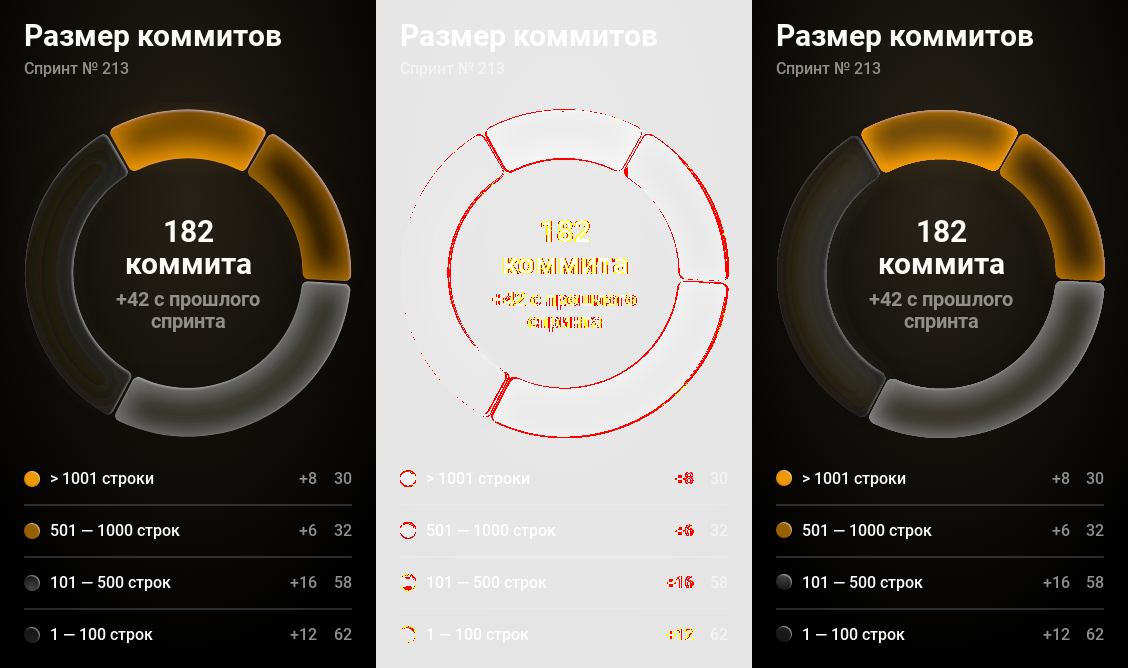 Размер коммитов
Спринт № 213
182
коммита
+42 с прошлого
спринта
> 1001 строки +8 30
501 — 1000 строк +6 32
101 — 500 строк +16 58
1 — 100 строк +12 62
Размер коммитов
Спринт № 213
182
коммита
+42 с прошлого
спринта
> 1001 строки +8 30
501 — 1000 строк +6 32
101 — 500 строк +16 58
1 — 100 строк +12 62
Размер коммитов
Спринт № 213
182
коммита
+42 с прошлого
спринта
> 1001 строки +8 30
501 — 1000 строк +6 32
101 — 500 строк +16 58
1 — 100 строк +12 62